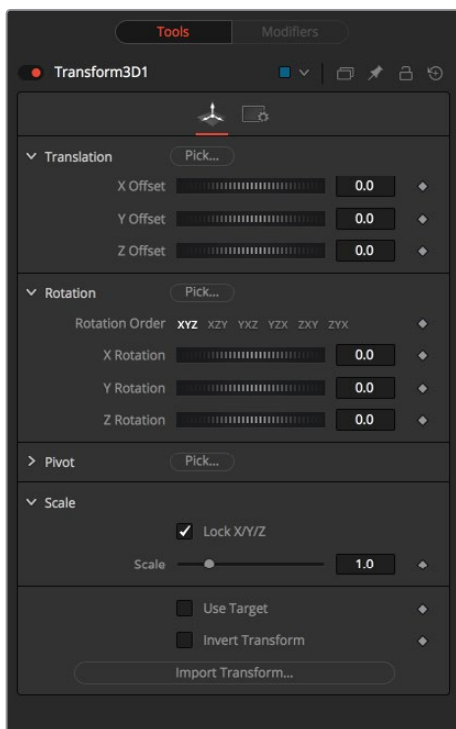 Tools Modifiers
Transform3D1
Translation Pick...
X Offset 0.0
Y Offset 0.0
Z Offset 0.0
Rotation Pick...
Rotation Order XYZ XZY YXZ YZX ZXY ZYX
X Rotation 0.0
Y Rotation 0.0
Z Rotation 0.0
Pivot Pick...
Scale
Lock X/Y/Z
Scale 1.0
Use Target
Invert Transform
Import Transform...